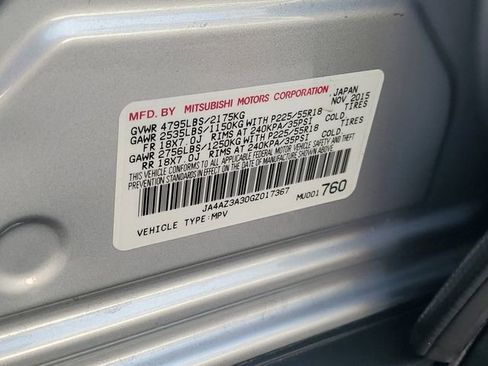 MFD. BY MITSUBISHI MOTORS CORPORATION JAPAN
GVWR 4795LBS/2175KG NOV.2015
GAWR 2535LBS/1150KG WITH P225/55R18 TIRES
FR 18X7.0J RIMS AT 240KPA/35PSI COLD
GAWR 2756LBS/1250KG WITH P225/55R18 TIRES
RR 18X7.0J RIMS AT 240KPA/35PSI COLD
THIS VEHICLE CONFORMS TO ALL APPLICABLE FEDERAL MOTOR VEHICLE SAFETY, BUMPER AND THEFT
PREVENTION STANDARDS IN EFFECT ON THE DATE OF MANUFACTURE SHOWN ABOVE.
JA4AZ3A30GZ017367 MU001 760
VEHICLE TYPE:MPV